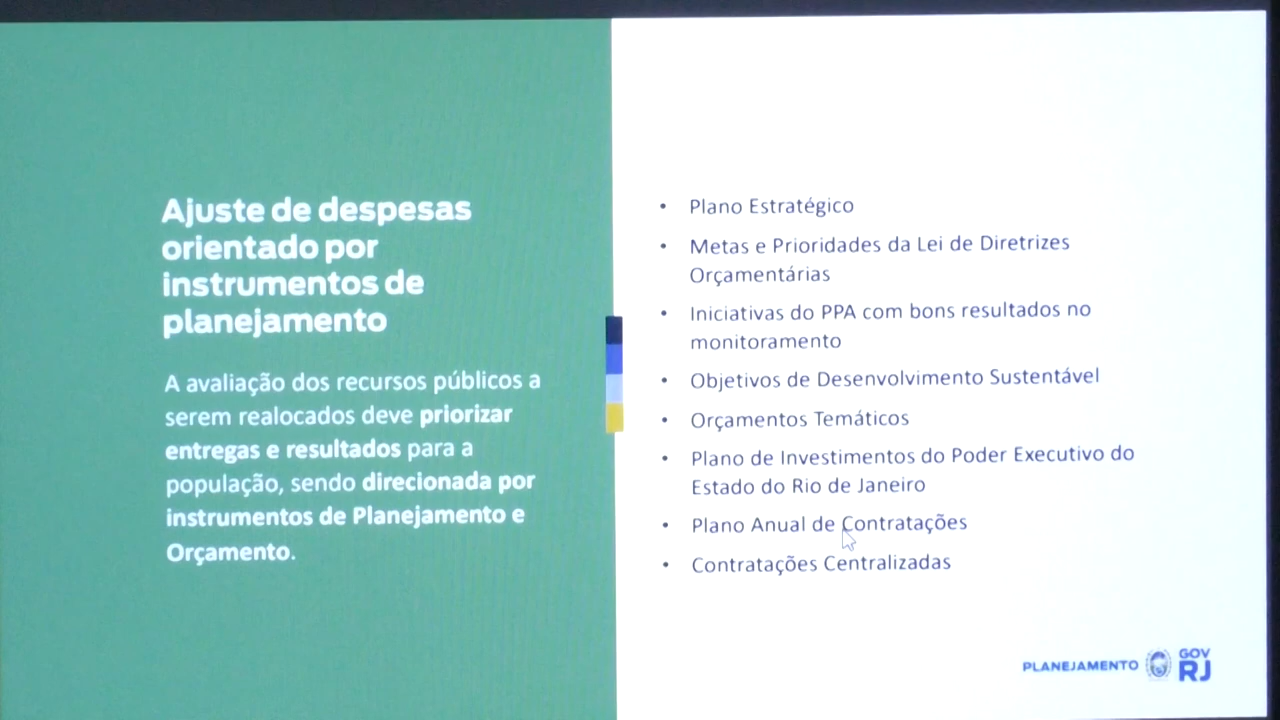 Ajuste de despesas
orientado por
instrumentos de
planejamento
A avaliação dos recursos públicos a
serem realocados deve priorizar
entregas e resultados para a
população, sendo direcionada por
instrumentos de Planejamento e
Orçamento.
• Plano Estratégico
• Metas e Prioridades da Lei de Diretrizes
Orçamentárias
• Iniciativas do PPA com bons resultados no
monitoramento
• Objetivos de Desenvolvimento Sustentável
• Orçamentos Temáticos
• Plano de Investimentos do Poder Executivo do
Estado do Rio de Janeiro
• Plano Anual de Contratações
• Contratações Centralizadas
PLANEJAMENTO
GOV
RJ